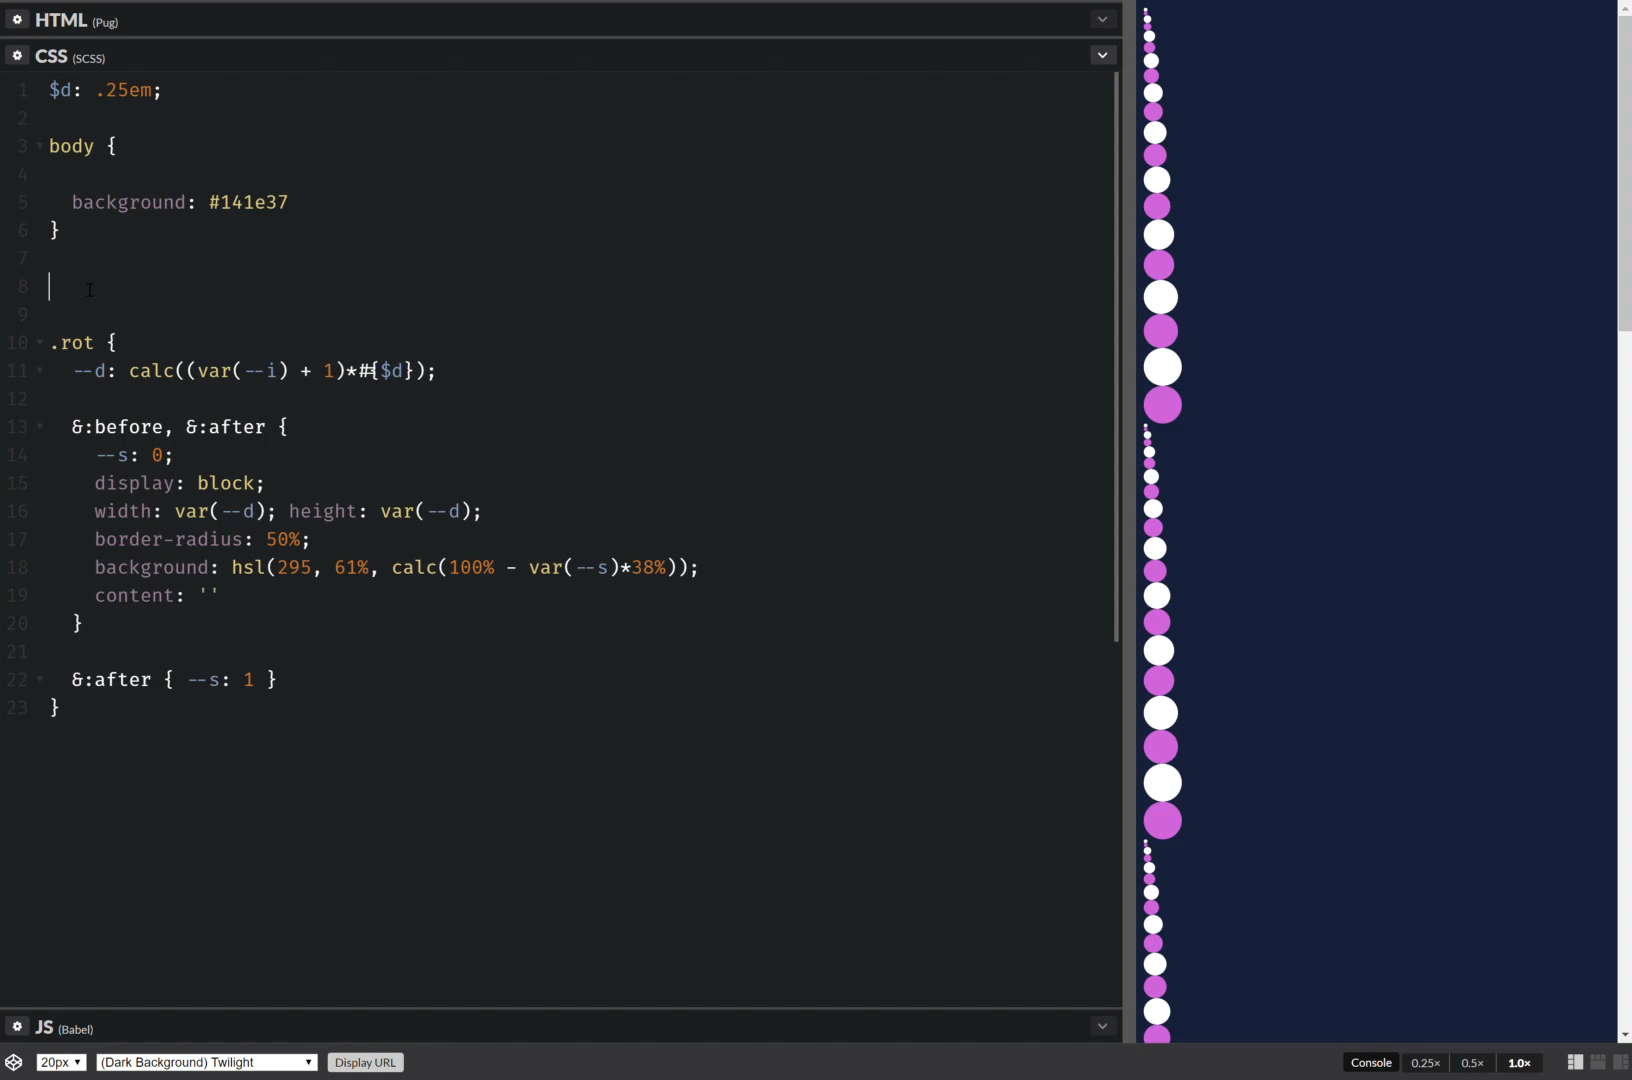 HTML (Pug)
CSS (SCSS)
1 $d: .25em;
2
3 body {
4
5 background: #141e37
6 }
7
8
9
10 .rot {
11 --d: calc((var(--i) + 1)*#{$d});
12
13 &:before, &:after {
14 --s: 0;
15 display: block;
16 width: var(--d); height: var(--d);
17 border-radius: 50%;
18 background: hsl(295, 61%, calc(100% - var(--s)*38%));
19 content: ''
20 }
21
22 &:after { --s: 1 }
23 }
JS (Babel)
20px (Dark Background) Twilight Display URL Console 0.25× 0.5× 1.0×